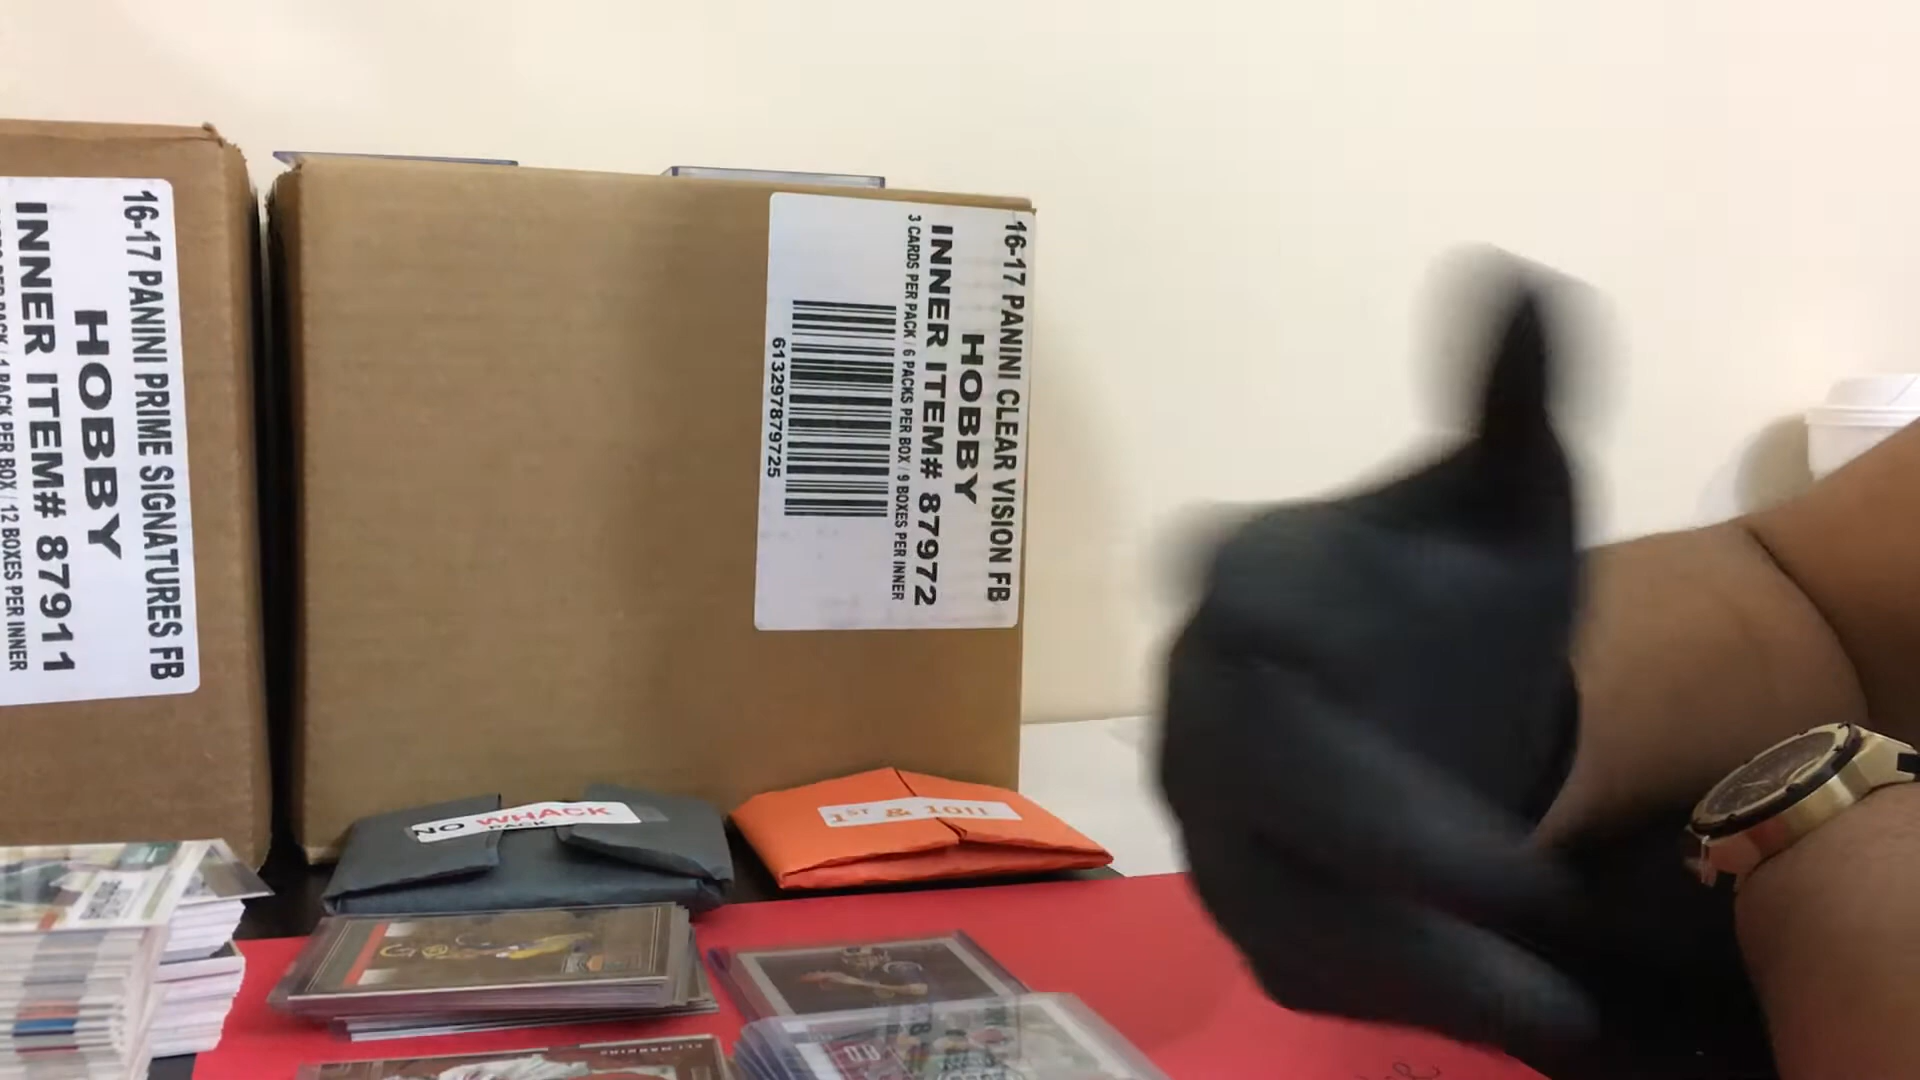 16-17 PANINI PRIME SIGNATURES FB
HOBBY
INNER ITEM# 87911
1 PACK PER BOX / 12 BOXES PER INNER
16-17 PANINI CLEAR VISION FB
HOBBY
INNER ITEM# 87972
3 CARDS PER PACK / 6 PACKS PER BOX / 9 BOXES PER INNER
613297879725
NO WHACK
PACK
1ST & 10!!